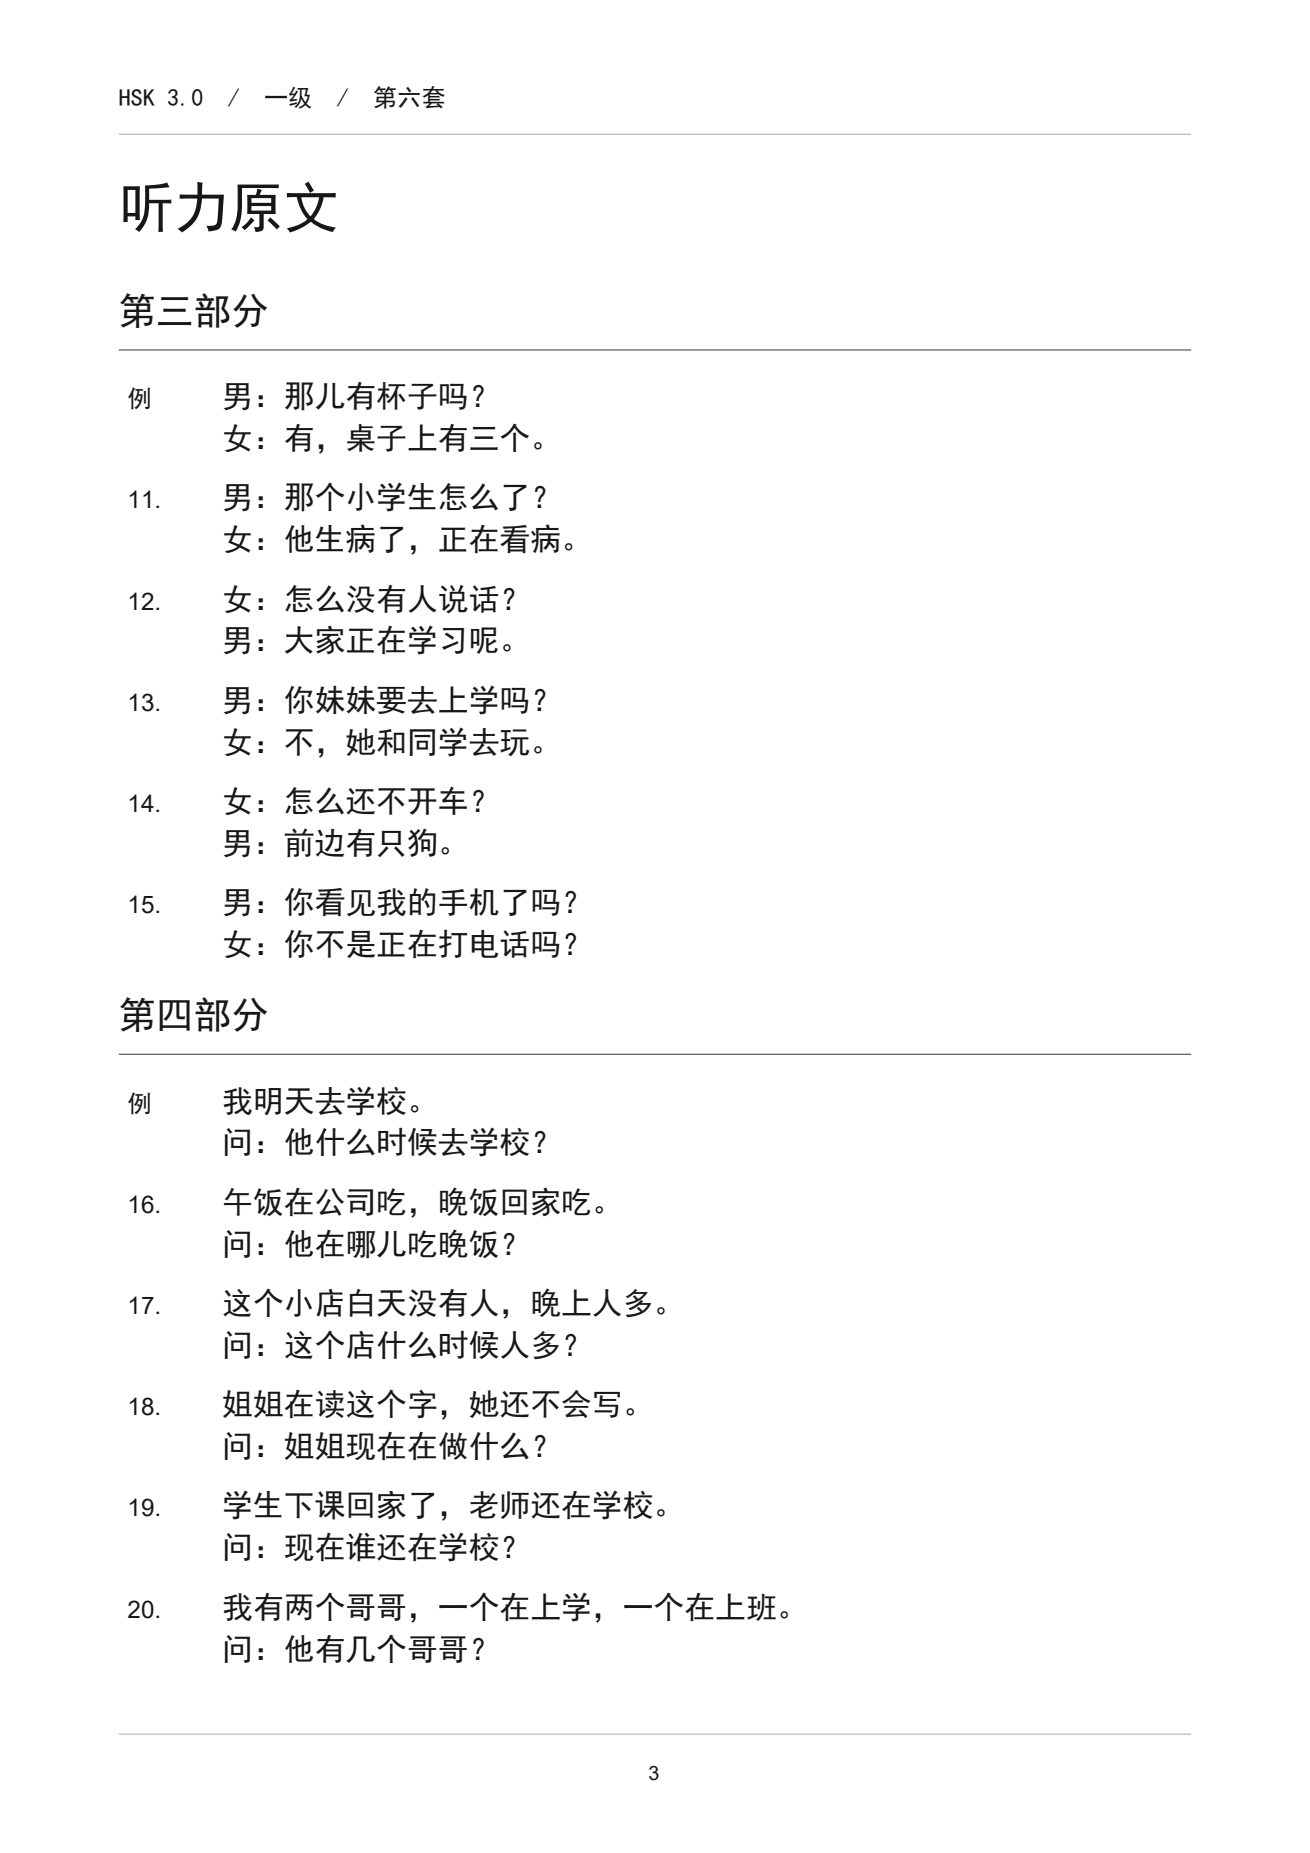 HSK 3.0 / 一级 / 第六套
听力原文
第三部分
例 男：那儿有杯子吗？
女：有，桌子上有三个。
11. 男：那个小学生怎么了？
女：他生病了，正在看病。
12. 女：怎么没有人说话？
男：大家正在学习呢。
13. 男：你妹妹要去上学吗？
女：不，她和同学去玩。
14. 女：怎么还不开车？
男：前边有只狗。
15. 男：你看见我的手机了吗？
女：你不是正在打电话吗？
第四部分
例 我明天去学校。
问：他什么时候去学校？
16. 午饭在公司吃，晚饭回家吃。
问：他在哪儿吃晚饭？
17. 这个小店白天没有人，晚上人多。
问：这个店什么时候人多？
18. 姐姐在读这个字，她还不会写。
问：姐姐现在在做什么？
19. 学生下课回家了，老师还在学校。
问：现在谁还在学校？
20. 我有两个哥哥，一个在上学，一个在上班。
问：他有几个哥哥？
3